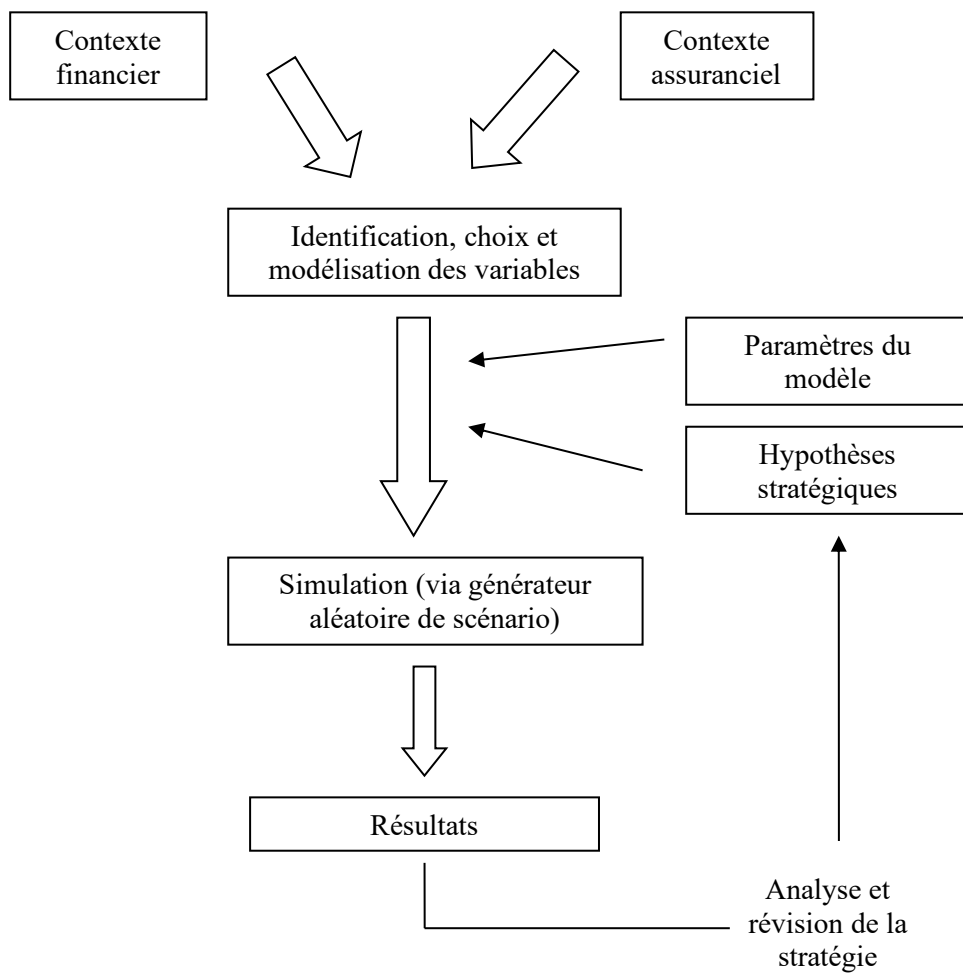 Contexte
financier
Contexte
assuranciel
Identification, choix et
modélisation des variables
Paramètres du
modèle
Hypothèses
stratégiques
Simulation (via générateur
aléatoire de scénario)
Résultats
Analyse et
révision de la
stratégie